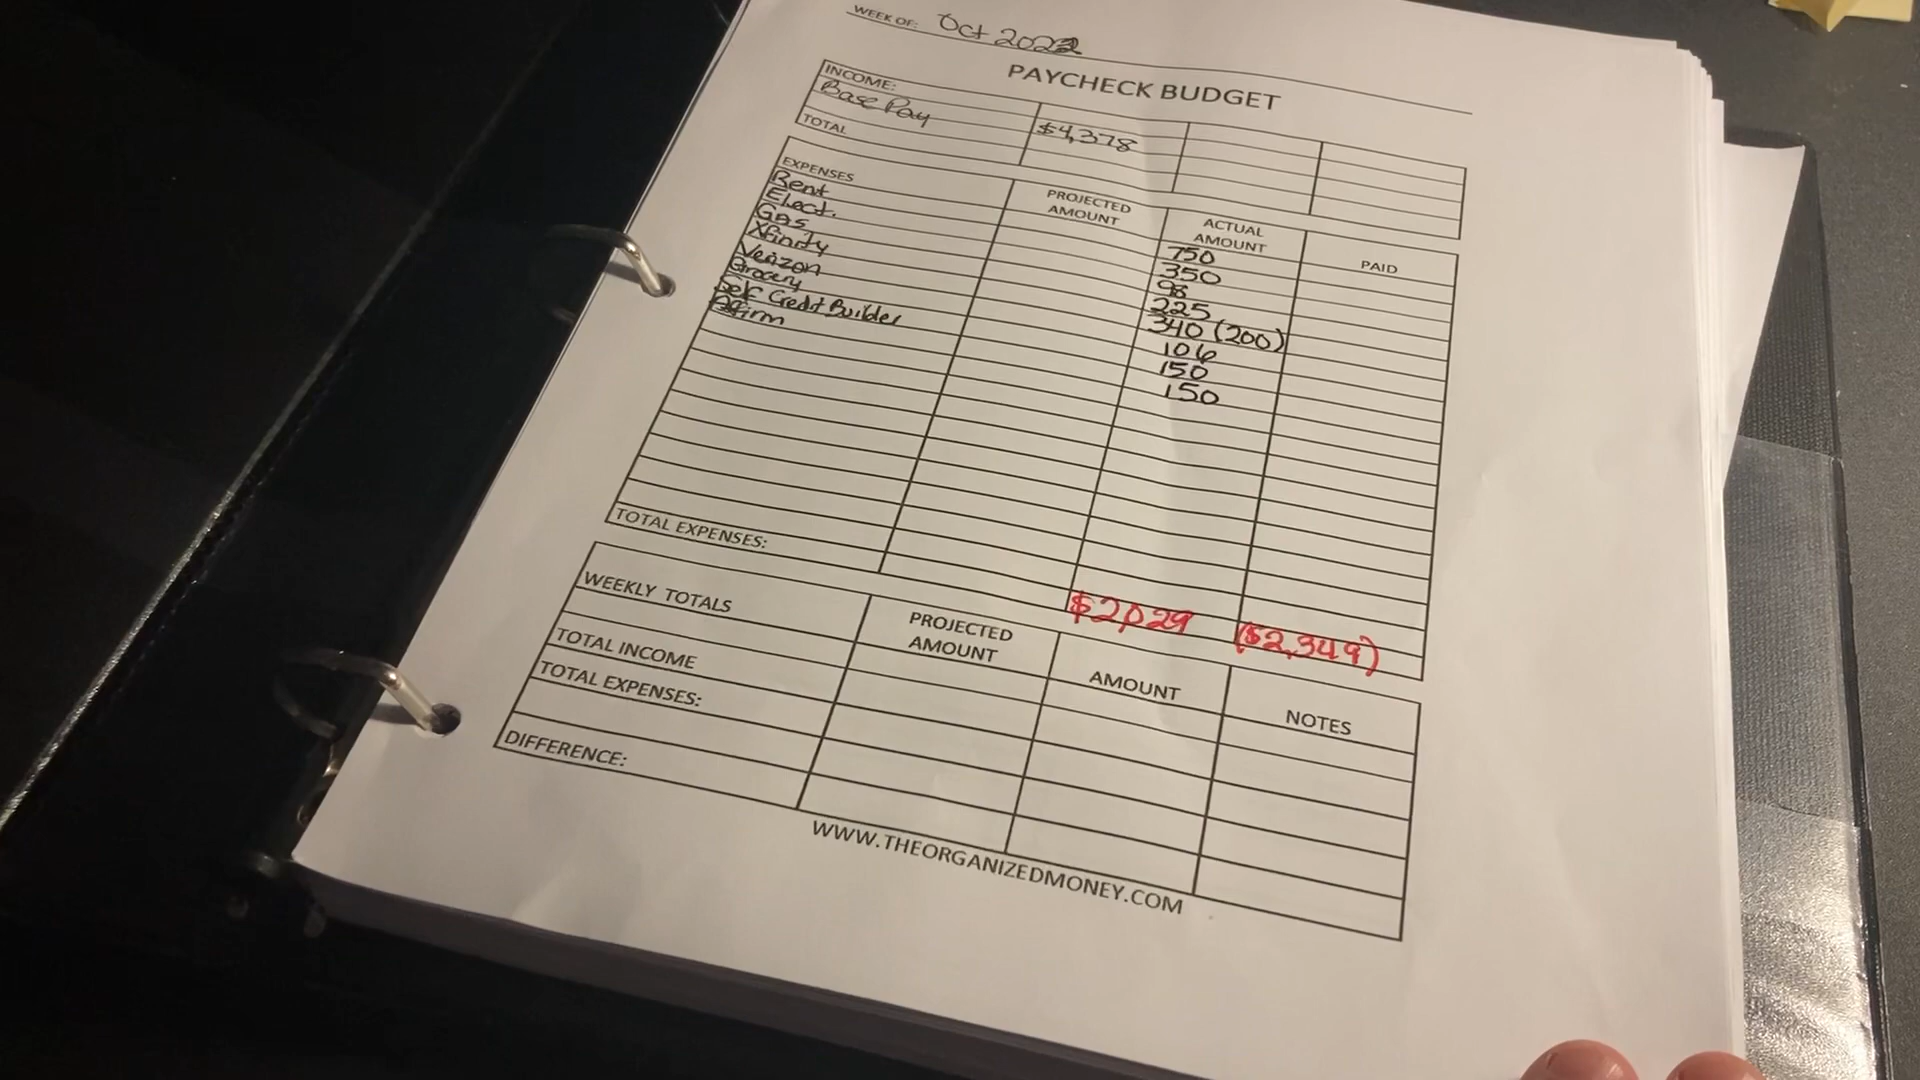 WEEK OF: Oct 2022
PAYCHECK BUDGET
INCOME:
Base Pay $4,378
TOTAL
EXPENSES PROJECTED AMOUNT ACTUAL AMOUNT PAID
Rent 750
Elect. 350
Gas 98
Xfinity 225
Verizon 340 (200)
Grocery 106
Self Credit Builder 150
Affirm 150
TOTAL EXPENSES: $2,029 ($2,349)
WEEKLY TOTALS PROJECTED AMOUNT AMOUNT NOTES
TOTAL INCOME
TOTAL EXPENSES:
DIFFERENCE:
WWW.THEORGANIZEDMONEY.COM